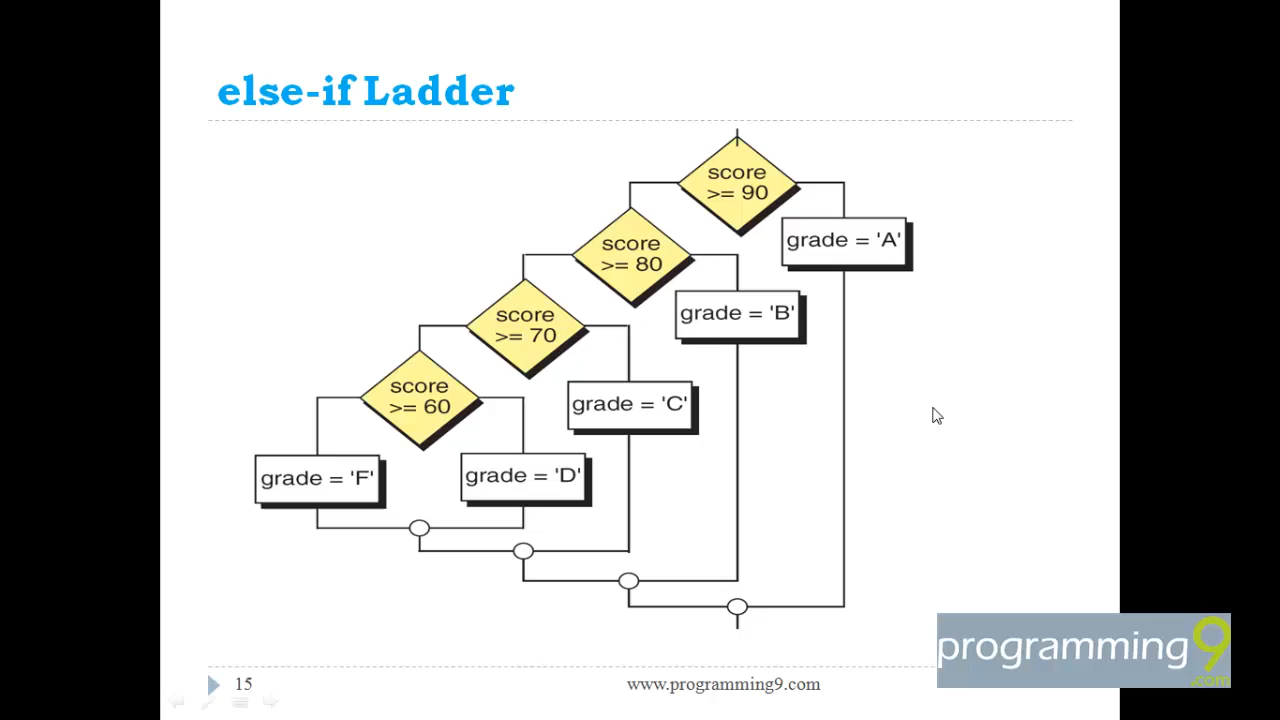 else-if Ladder
score
>= 90
grade = 'A'
score
>= 80
grade = 'B'
score
>= 70
grade = 'C'
score
>= 60
grade = 'F'
grade = 'D'
15
www.programming9.com
programming9
.com